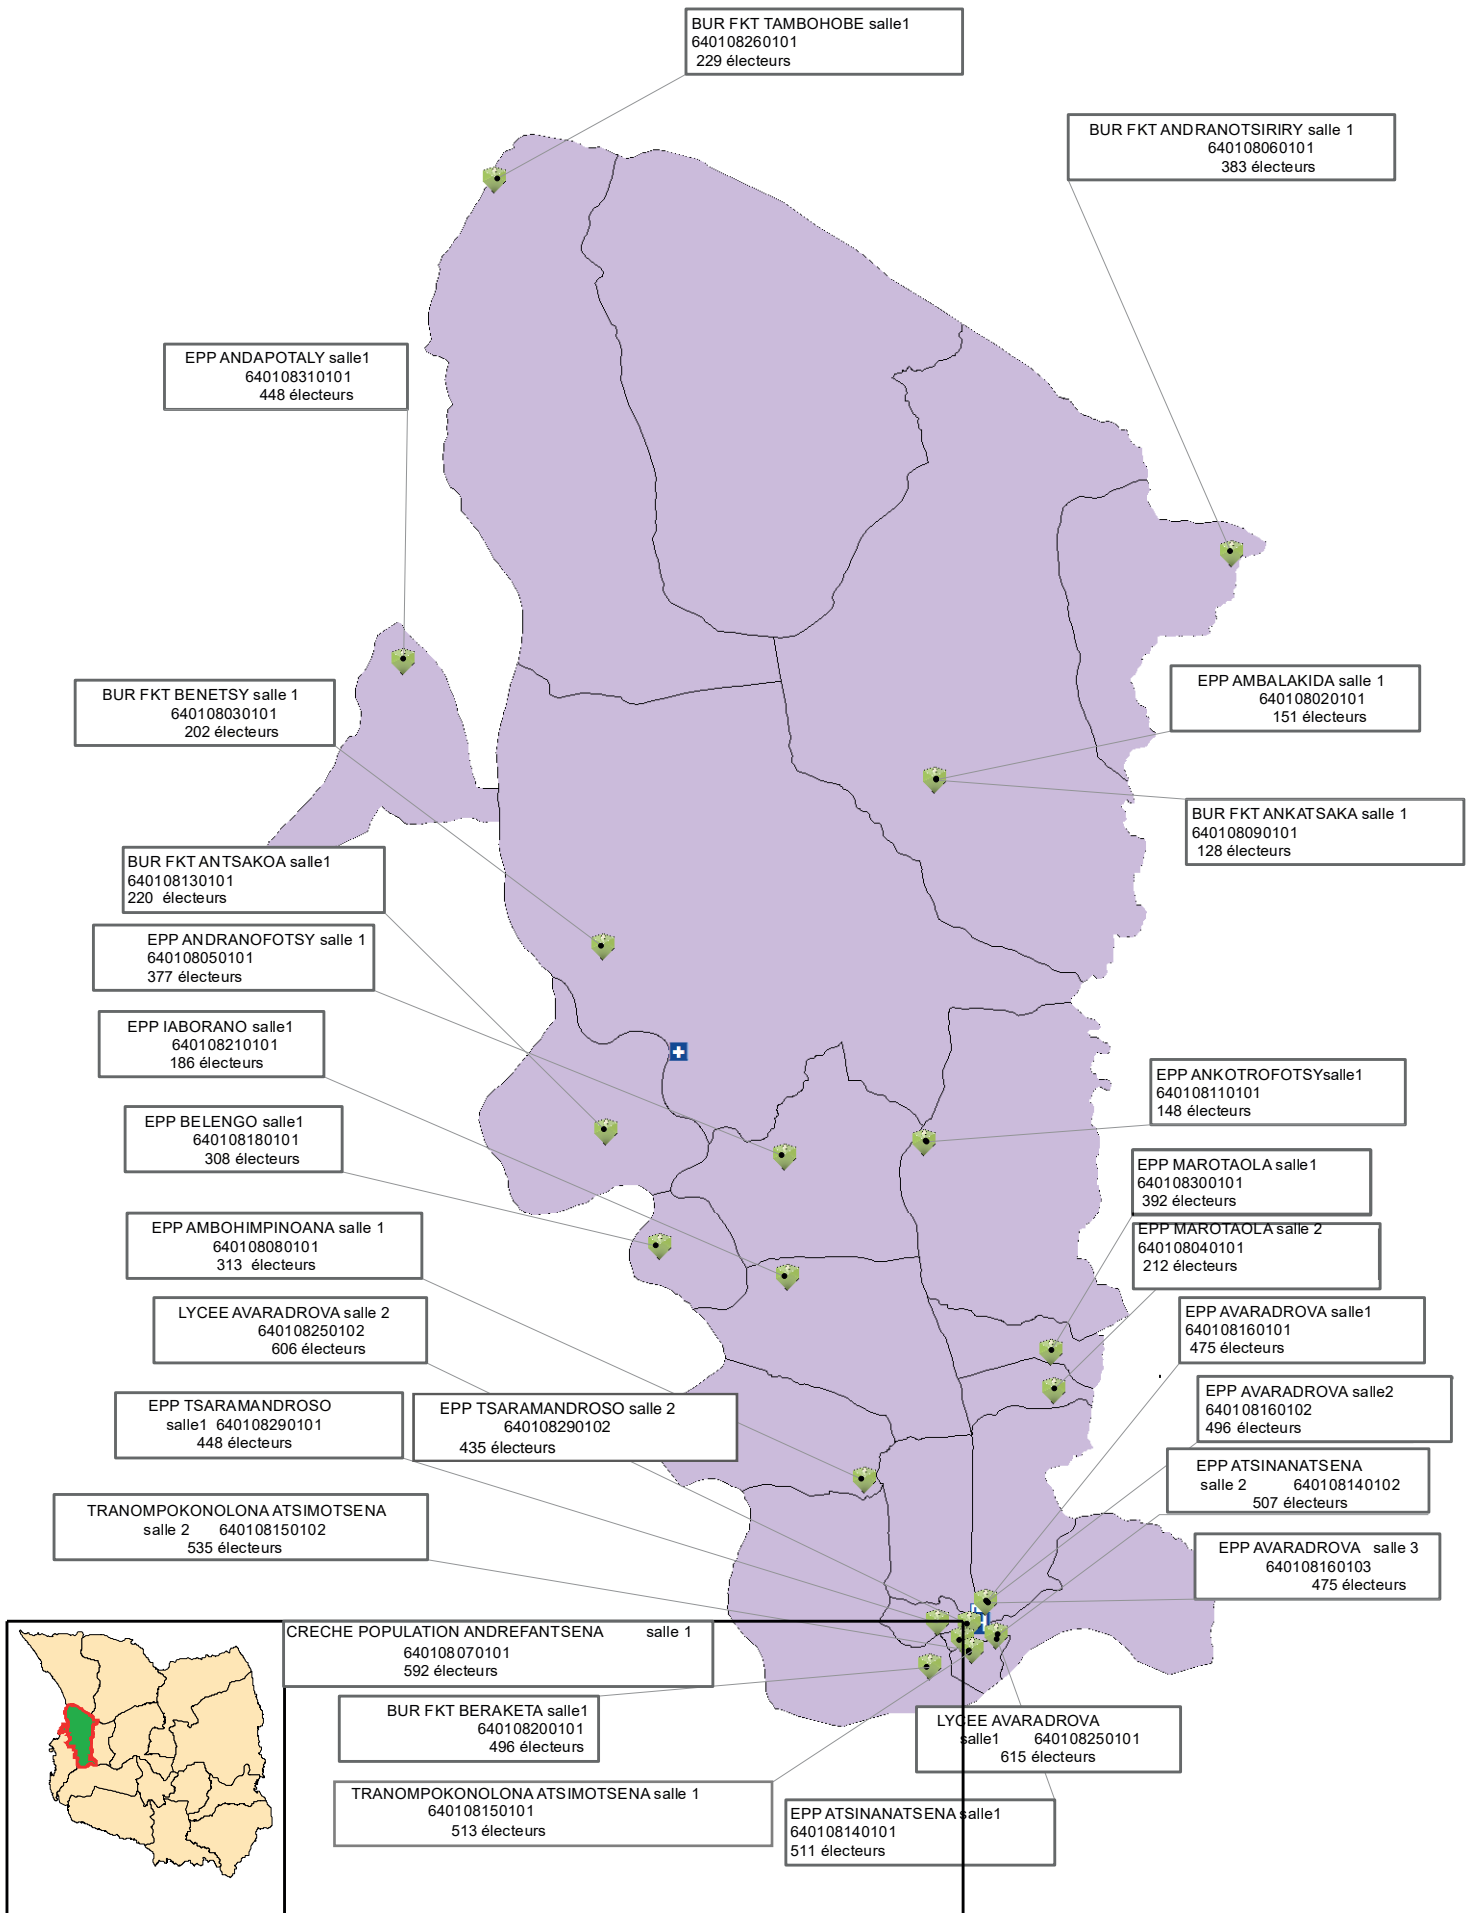 BUR FKT TAMBOHOBE salle1
640108260101
229 électeurs
BUR FKT ANDRANOTSIRIRY salle 1
640108060101
383 électeurs
EPP ANDAPOTALY salle1
640108310101
448 électeurs
BUR FKT BENETSY salle 1
640108030101
202 électeurs
EPP AMBALAKIDA salle 1
640108020101
151 électeurs
BUR FKT ANKATSAKA salle 1
640108090101
128 électeurs
BUR FKT ANTSAKOA salle1
640108130101
220 électeurs
EPP ANDRANOFOTSY salle 1
640108050101
377 électeurs
EPP IABORANO salle1
640108210101
186 électeurs
EPP ANKOTROFOTSYsalle1
640108110101
148 électeurs
EPP BELENGO salle1
640108180101
308 électeurs
EPP MAROTAOLA salle1
640108300101
392 électeurs
EPP AMBOHIMPINOANA salle 1
640108080101
313 électeurs
EPP MAROTAOLA salle 2
640108040101
212 électeurs
LYCEE AVARADROVA salle 2
640108250102
606 électeurs
EPP AVARADROVA salle1
640108160101
475 électeurs
EPP TSARAMANDROSO
salle1 640108290101
448 électeurs
EPP TSARAMANDROSO salle 2
640108290102
435 électeurs
EPP AVARADROVA salle2
640108160102
496 électeurs
EPP ATSINANATSENA
salle 2 640108140102
507 électeurs
TRANOMPOKONOLONA ATSIMOTSENA
salle 2 640108150102
535 électeurs
EPP AVARADROVA salle 3
640108160103
475 électeurs
CRECHE POPULATION ANDREFANTSENA salle 1
640108070101
592 électeurs
BUR FKT BERAKETA salle1
640108200101
496 électeurs
LYCEE AVARADROVA
salle1 640108250101
615 électeurs
TRANOMPOKONOLONA ATSIMOTSENA salle 1
640108150101
513 électeurs
EPP ATSINANATSENA salle1
640108140101
511 électeurs